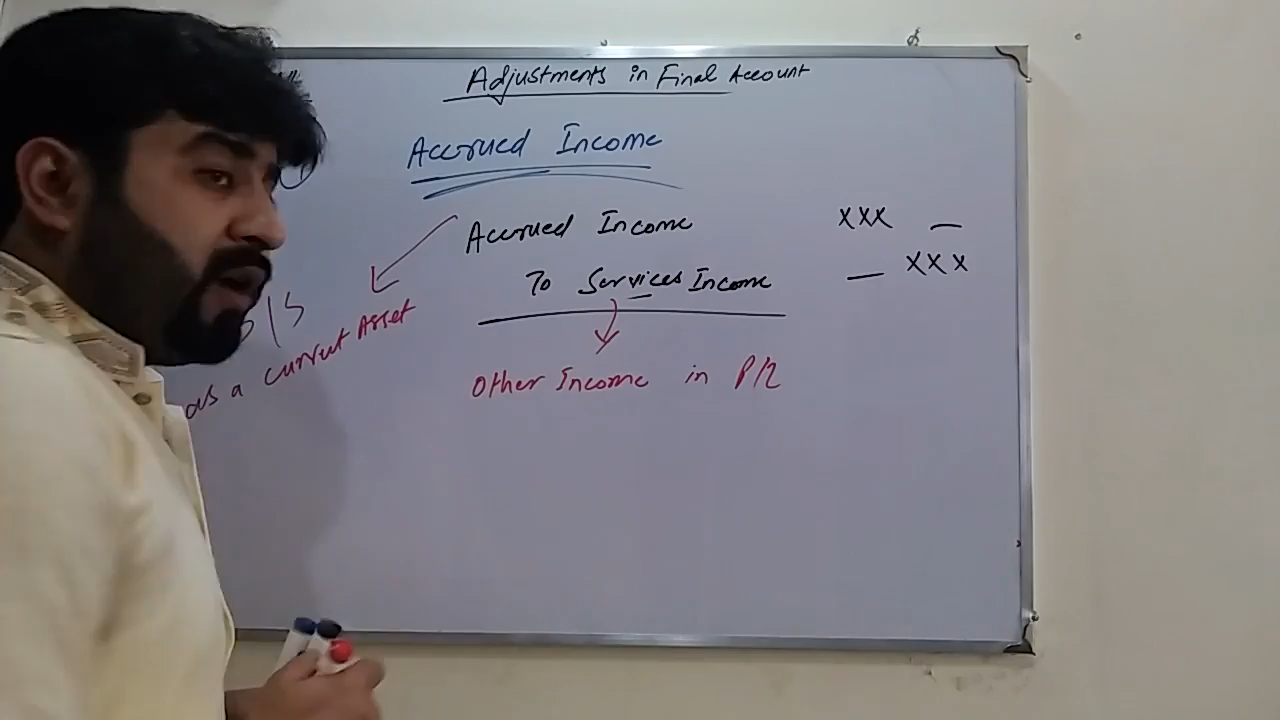 Adjustments in Final Account
Accrued Income
Accrued Income XXX —
To Services Income — XXX
as a current Asset
Other Income in P/L